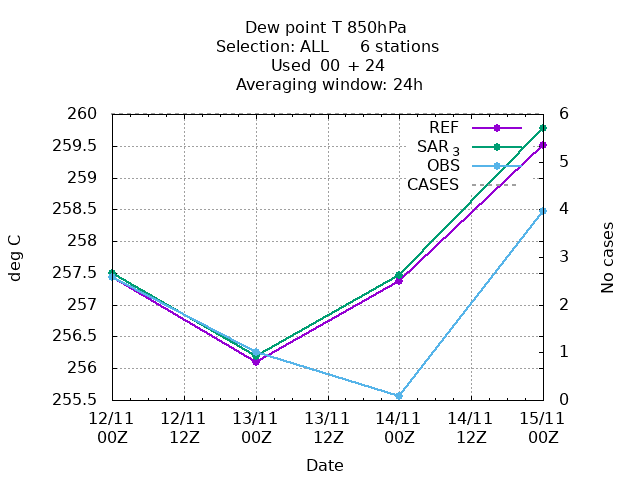 Dew point T 850hPa
Selection: ALL      6 stations
Used  00  + 24
Averaging window: 24h
260
259.5
259
258.5
258
257.5
257
256.5
256
255.5
6
5
4
3
2
1
0
REF
SAR 3
OBS
CASES
deg C
No cases
12/11 00Z
12/11 12Z
13/11 00Z
13/11 12Z
14/11 00Z
14/11 12Z
15/11 00Z
Date